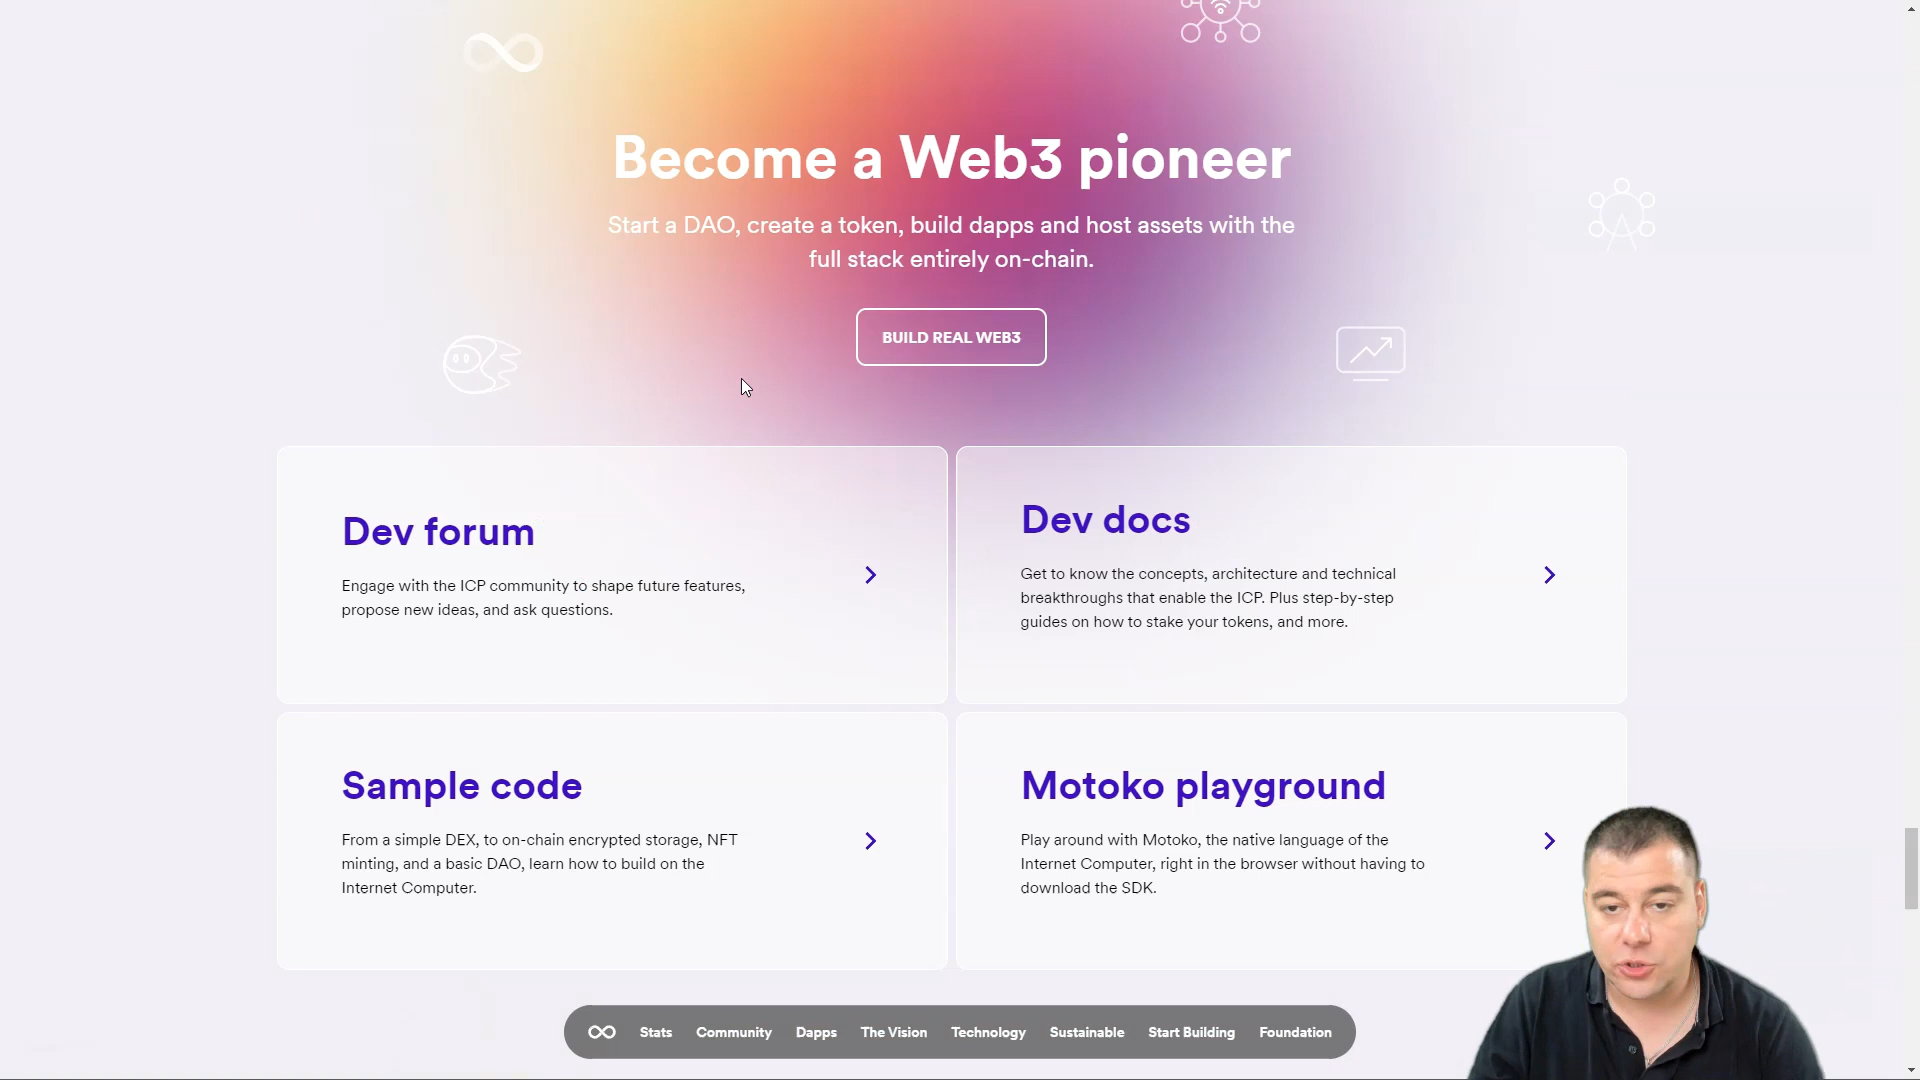 Become a Web3 pioneer
Start a DAO, create a token, build dapps and host assets with the
full stack entirely on-chain.
BUILD REAL WEB3
Dev forum
Engage with the ICP community to shape future features,
propose new ideas, and ask questions.
Dev docs
Get to know the concepts, architecture and technical
breakthroughs that enable the ICP. Plus step-by-step
guides on how to stake your tokens, and more.
Sample code
From a simple DEX, to on-chain encrypted storage, NFT
minting, and a basic DAO, learn how to build on the
Internet Computer.
Motoko playground
Play around with Motoko, the native language of the
Internet Computer, right in the browser without having to
download the SDK.
Stats Community Dapps The Vision Technology Sustainable Start Building Foundation